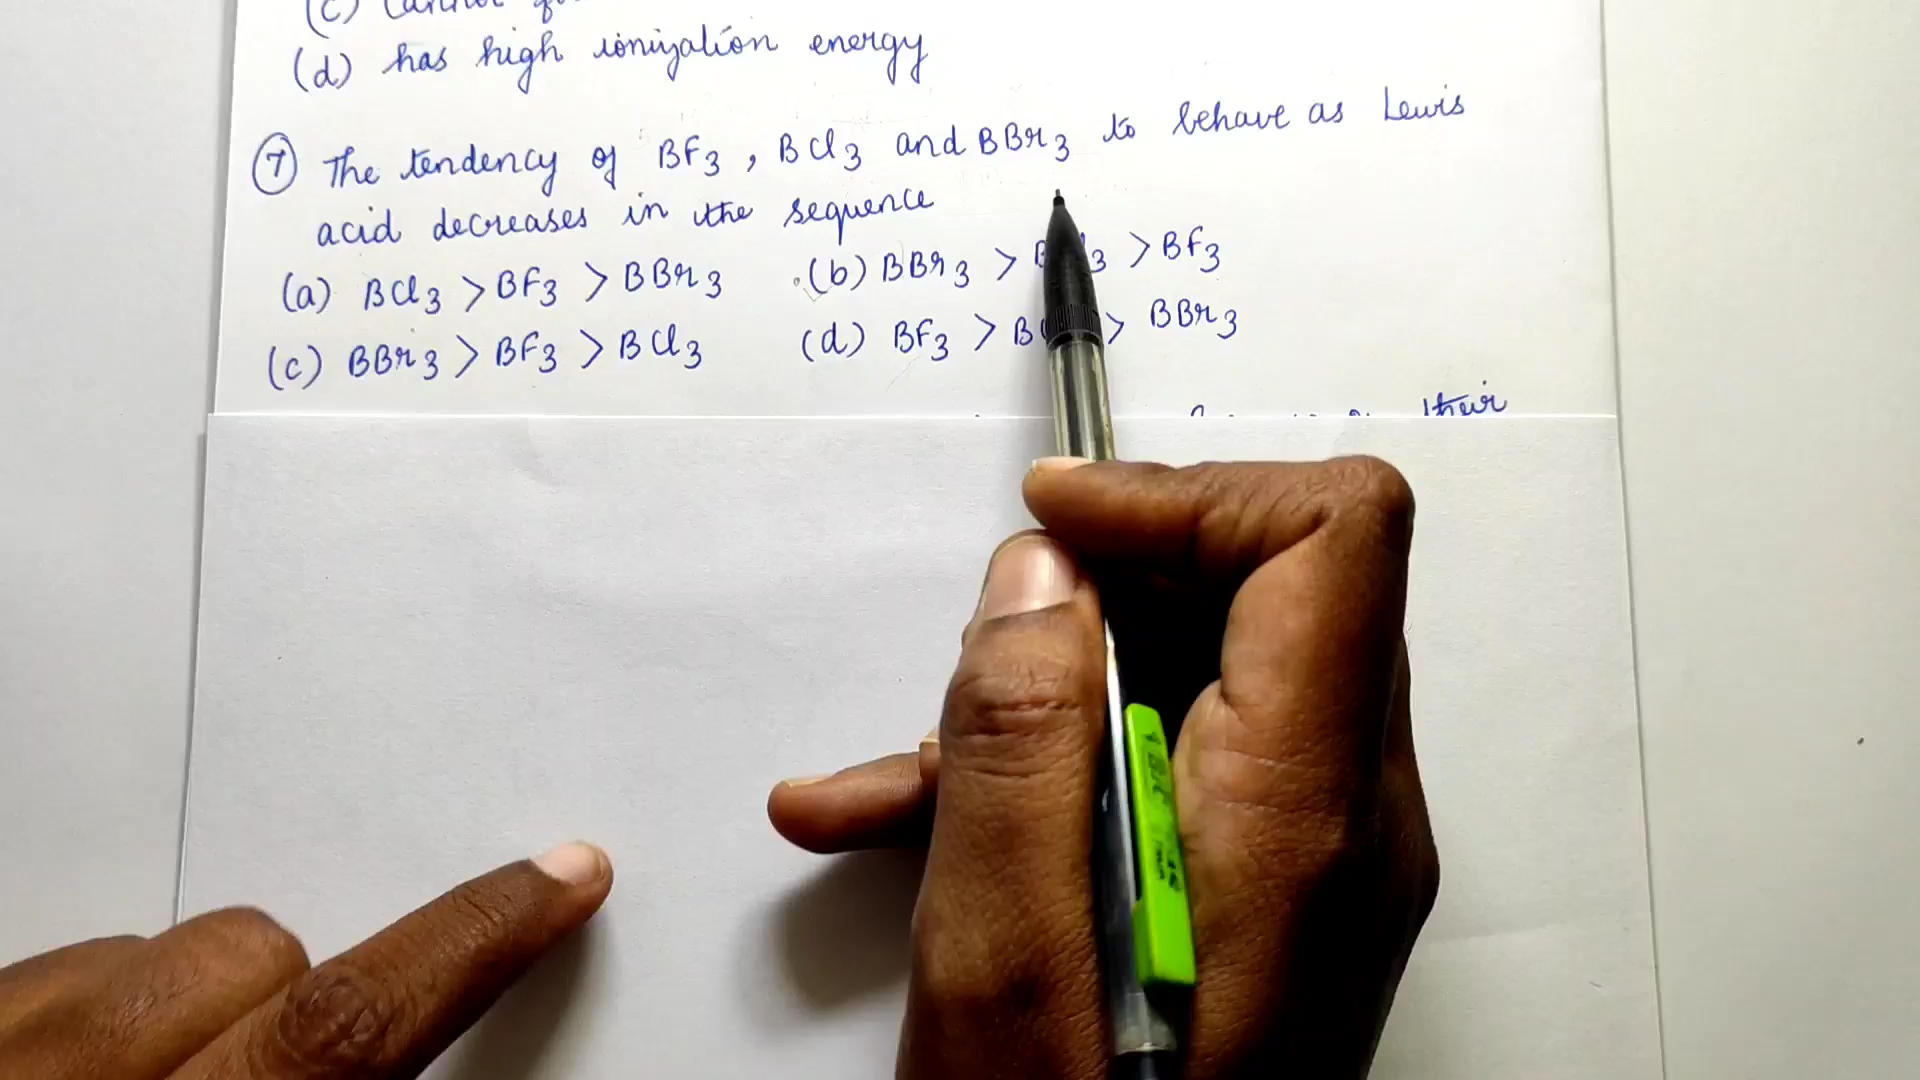 (c) Cannot
(d) has high ionization energy
(7) The tendency of BF3, BCl3 and BBr3 to behave as Lewis
acid decreases in the sequence
(a) BCl3 > BF3 > BBr3 (b) BBr3 > B 3 > BF3
(c) BBr3 > BF3 > BCl3 (d) BF3 > B > BBr3
their